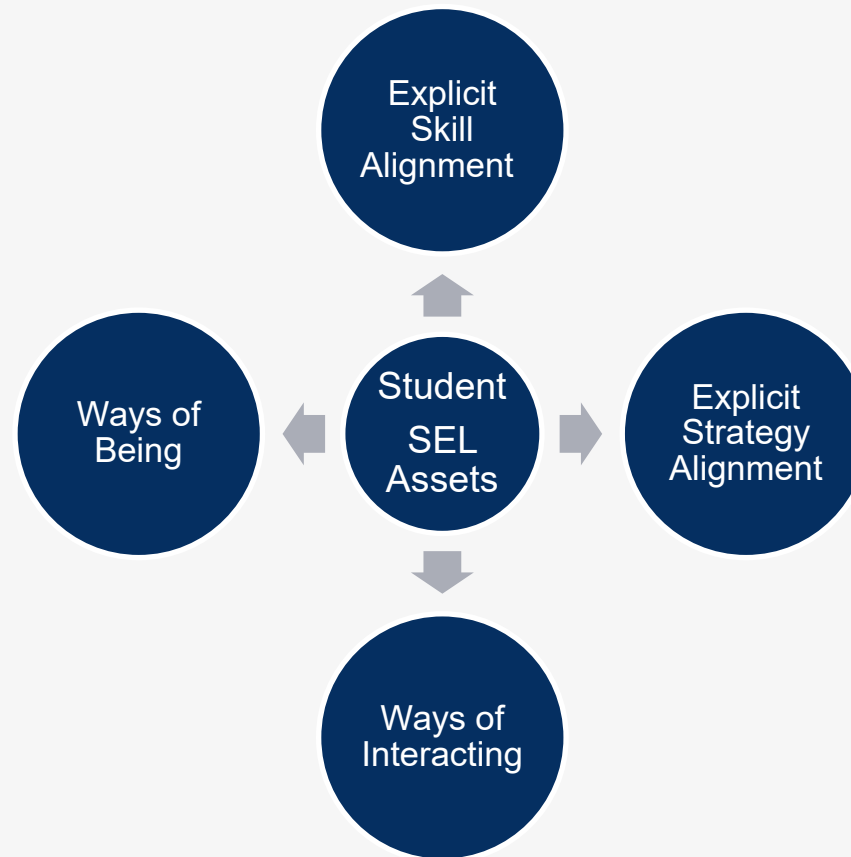 Explicit
Skill
Alignment
Ways of
Being
Student
SEL
Assets
Explicit
Strategy
Alignment
Ways of
Interacting